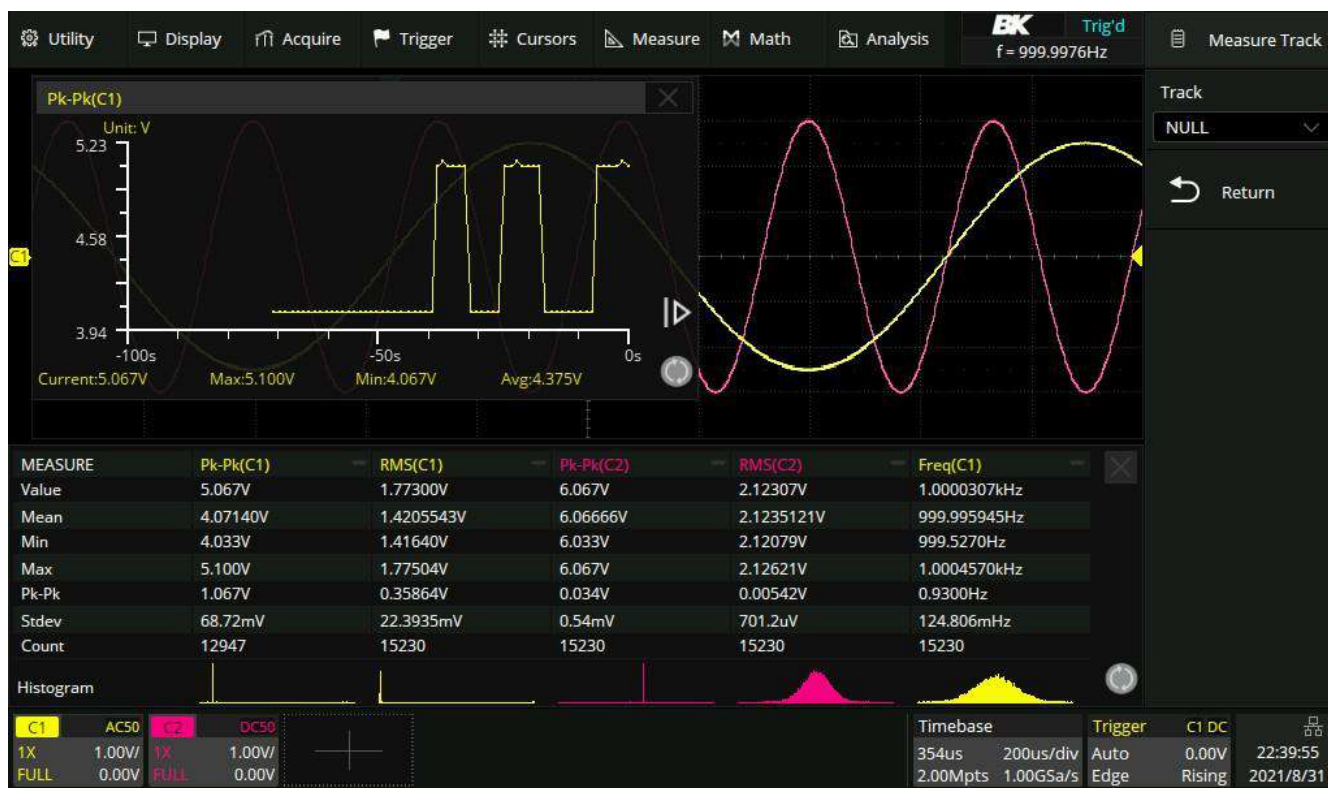 Utility Display Acquire Trigger Cursors Measure Math Analysis BK Trig'd Measure Track
f = 999.9976Hz
Track
NULL
Return
Pk-Pk(C1)
Unit: V
5.23
4.58
3.94
-100s -50s 0s
Current:5.067V Max:5.100V Min:4.067V Avg:4.375V
C1
MEASURE Pk-Pk(C1) RMS(C1) Pk-Pk(C2) RMS(C2) Freq(C1)
Value 5.067V 1.77300V 6.067V 2.12307V 1.0000307kHz
Mean 4.07140V 1.4205543V 6.06666V 2.1235121V 999.995945Hz
Min 4.033V 1.41640V 6.033V 2.12079V 999.5270Hz
Max 5.100V 1.77504V 6.067V 2.12621V 1.0004570kHz
Pk-Pk 1.067V 0.35864V 0.034V 0.00542V 0.9300Hz
Stdev 68.72mV 22.3935mV 0.54mV 701.2uV 124.806mHz
Count 12947 15230 15230 15230 15230
Histogram
C1 AC50 C2 DC50 Timebase Trigger C1 DC
1X 1.00V/ 1X 1.00V/ 354us 200us/div Auto 0.00V 22:39:55
FULL 0.00V FULL 0.00V 2.00Mpts 1.00GSa/s Edge Rising 2021/8/31